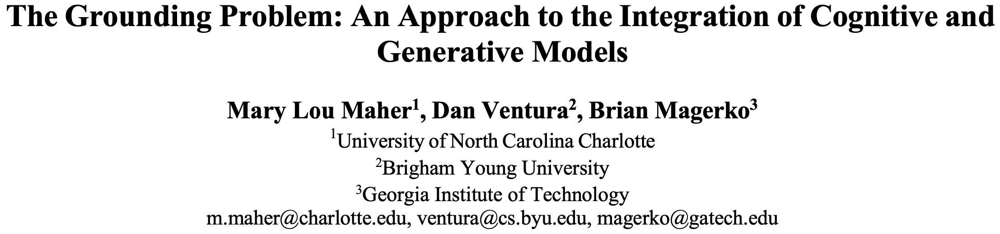 The Grounding Problem: An Approach to the Integration of Cognitive and
Generative Models
Mary Lou Maher¹, Dan Ventura², Brian Magerko³
¹University of North Carolina Charlotte
²Brigham Young University
³Georgia Institute of Technology
m.maher@charlotte.edu, ventura@cs.byu.edu, magerko@gatech.edu